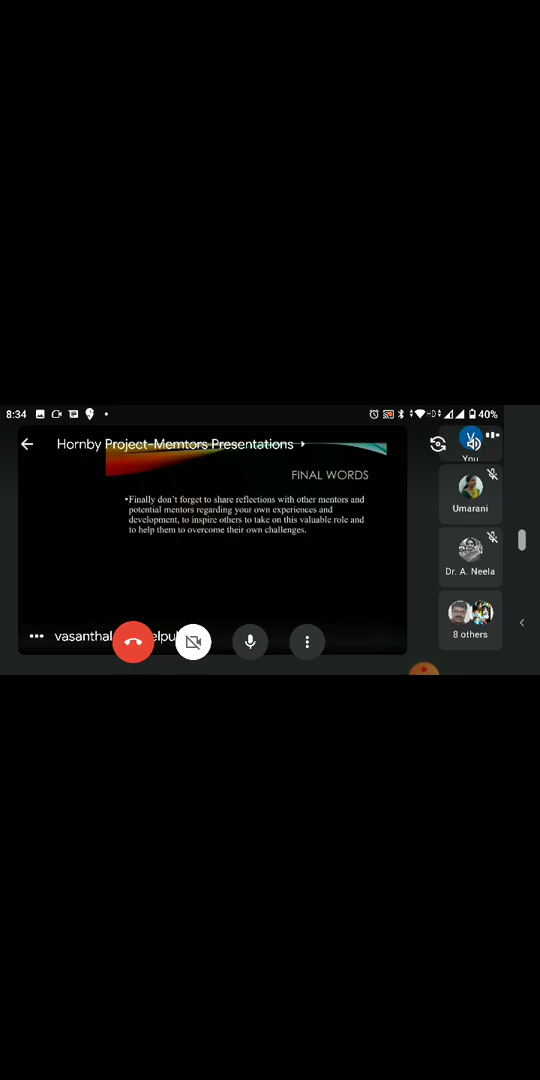 8:34
40%
Hornby Project-Memtors Presentations
You
FINAL WORDS
•Finally don't forget to share reflections with other mentors and
potential mentors regarding your own experiences and
development, to inspire others to take on this valuable role and
to help them to overcome their own challenges.
Umarani
Dr. A. Neela
8 others